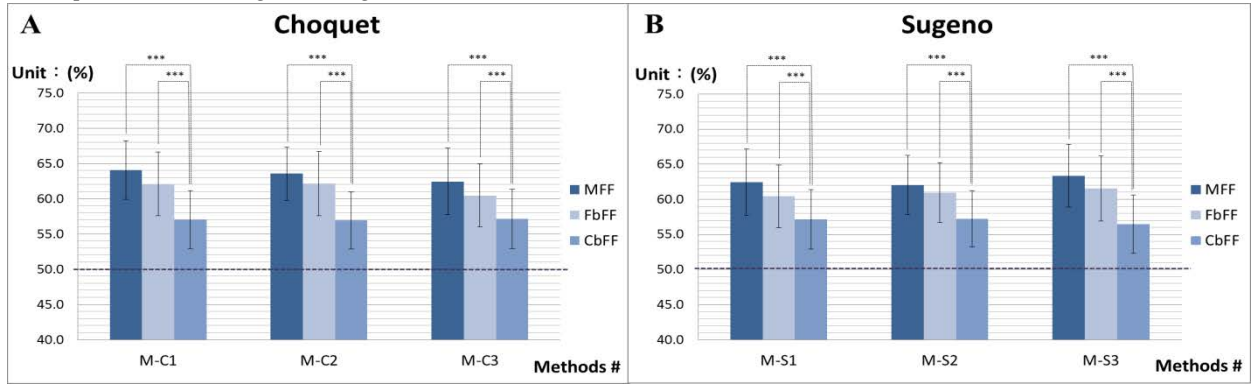 A
Choquet
Unit：(%)
*** *** ***
*** *** ***
75.0
70.0
65.0
60.0
55.0
50.0
45.0
40.0
MFF
FbFF
CbFF
M-C1 M-C2 M-C3
Methods #
B
Sugeno
Unit：(%)
*** *** ***
*** *** ***
75.0
70.0
65.0
60.0
55.0
50.0
45.0
40.0
MFF
FbFF
CbFF
M-S1 M-S2 M-S3
Methods #